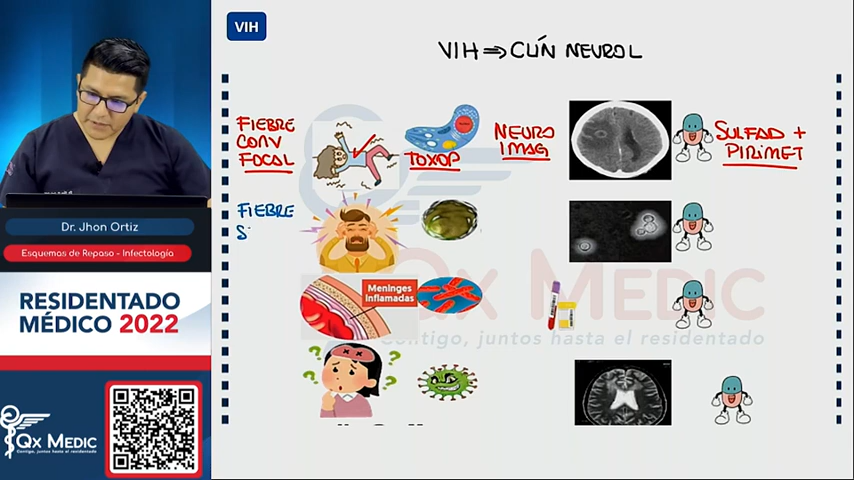 VIH
VIH ⇒ CLÍN NEUROL
FIEBRE
CONV
FOCAL
TOXOP
NEURO
IMAG
SULFAD +
PIRIMET
FIEBRE
S
Meninges
Inflamadas
QX MEDIC
Contigo, juntos hasta el residentado
Dr. Jhon Ortiz
Esquemas de Repaso - Infectología
RESIDENTADO
MÉDICO 2022
QX MEDIC
Contigo, juntos hasta el residentado